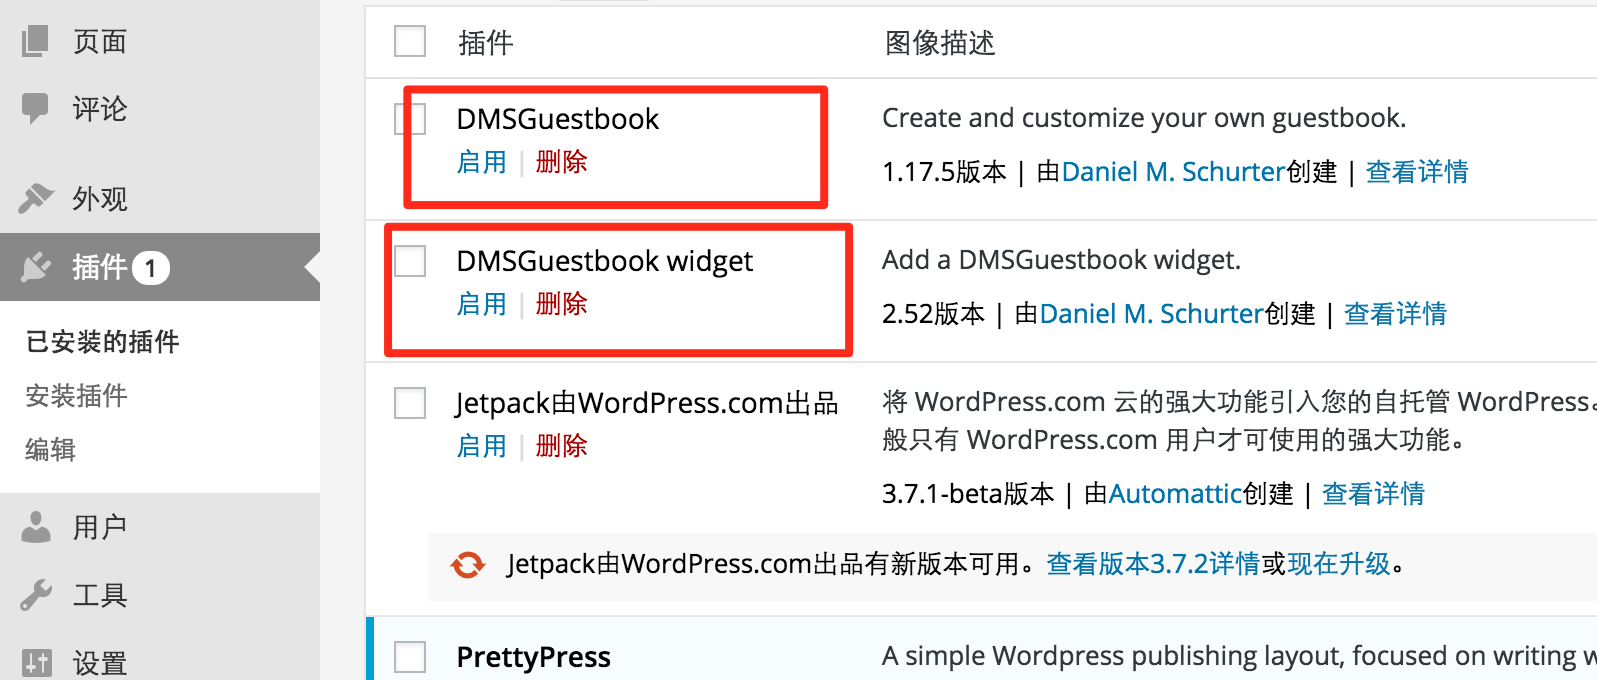 页面
评论
外观
插件 1
已安装的插件
安装插件
编辑
用户
工具
设置
插件 图像描述
DMSGuestbook
启用 | 删除
Create and customize your own guestbook.
1.17.5版本 | 由Daniel M. Schurter创建 | 查看详情
DMSGuestbook widget
启用 | 删除
Add a DMSGuestbook widget.
2.52版本 | 由Daniel M. Schurter创建 | 查看详情
Jetpack由WordPress.com出品
启用 | 删除
将 WordPress.com 云的强大功能引入您的自托管 WordPress
般只有 WordPress.com 用户才可使用的强大功能。
3.7.1-beta版本 | 由Automattic创建 | 查看详情
Jetpack由WordPress.com出品有新版本可用。查看版本3.7.2详情或现在升级。
PrettyPress
A simple Wordpress publishing layout, focused on writing